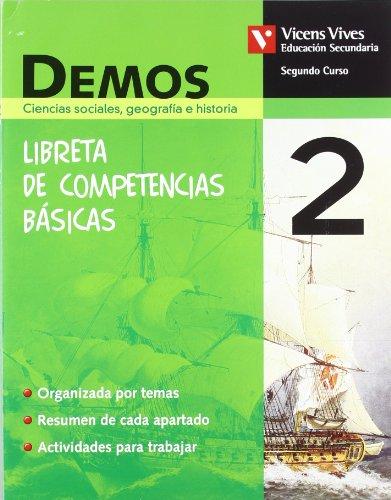 Vicens Vives
Educación Secundaria
Segundo Curso
DEMOS
Ciencias sociales, geografía e historia
LIBRETA
DE COMPETENCIAS
BÁSICAS
2
Organizada por temas
Resumen de cada apartado
Actividades para trabajar